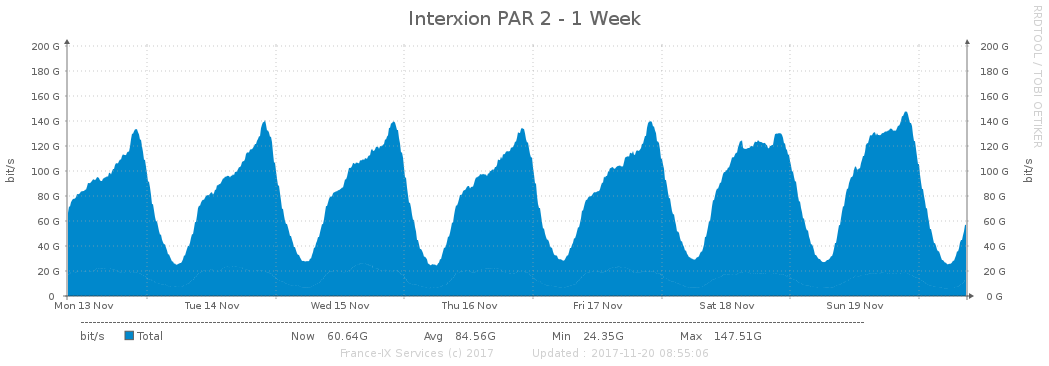 Interxion PAR 2 - 1 Week
RRDTOOL / TOBI OETIKER
200 G 200 G
180 G 180 G
160 G 160 G
140 G 140 G
120 G 120 G
100 G 100 G
80 G 80 G
60 G 60 G
40 G 40 G
20 G 20 G
0 0 G
bit/s bit/s
Mon 13 Nov Tue 14 Nov Wed 15 Nov Thu 16 Nov Fri 17 Nov Sat 18 Nov Sun 19 Nov
bit/s Total Now 60.64G Avg 84.56G Min 24.35G Max 147.51G
France-IX Services (c) 2017 Updated : 2017-11-20 08:55:06